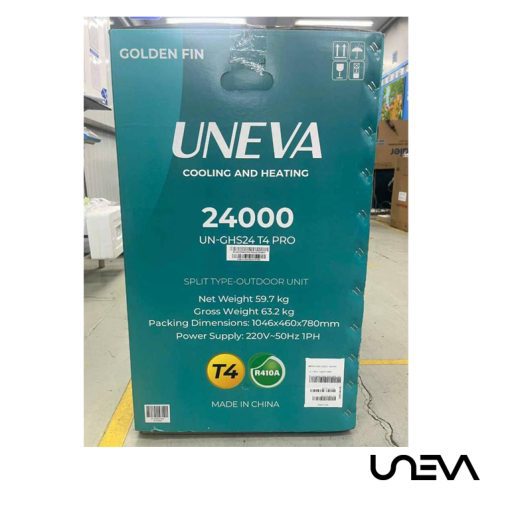 GOLDEN FIN
UNEVA
COOLING AND HEATING
24000
UN-GHS24 T4 PRO
SPLIT TYPE-OUTDOOR UNIT
Net Weight 59.7 kg
Gross Weight 63.2 kg
Packing Dimensions: 1046x460x780mm
Power Supply: 220V~50Hz 1PH
T4
R410A
MADE IN CHINA
UNEVA